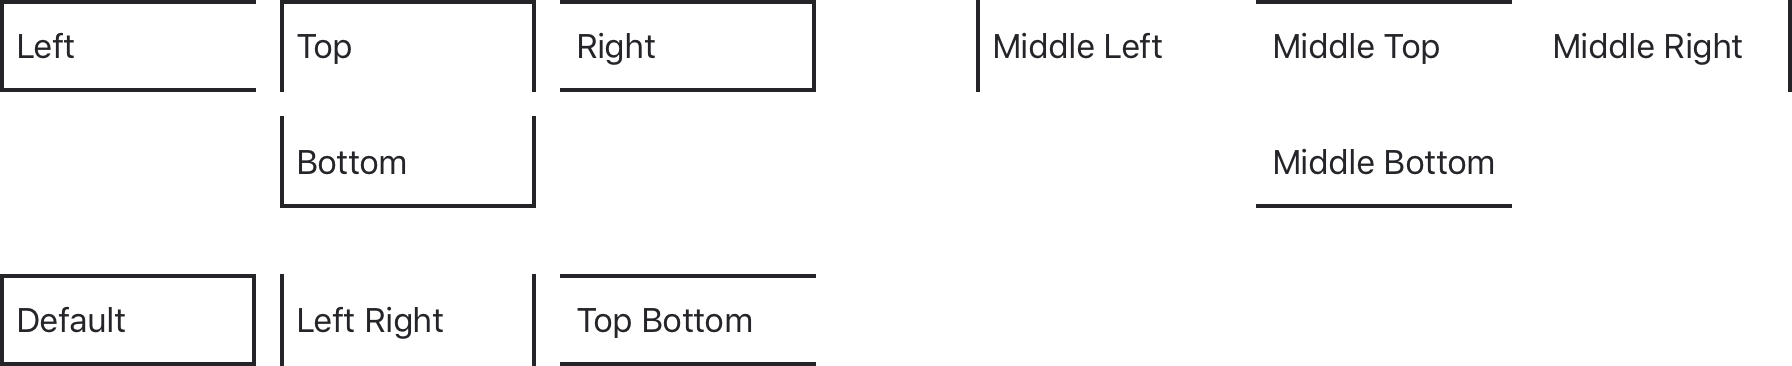 Left
Top
Right
Middle Left
Middle Top
Middle Right
Bottom
Middle Bottom
Default
Left Right
Top Bottom